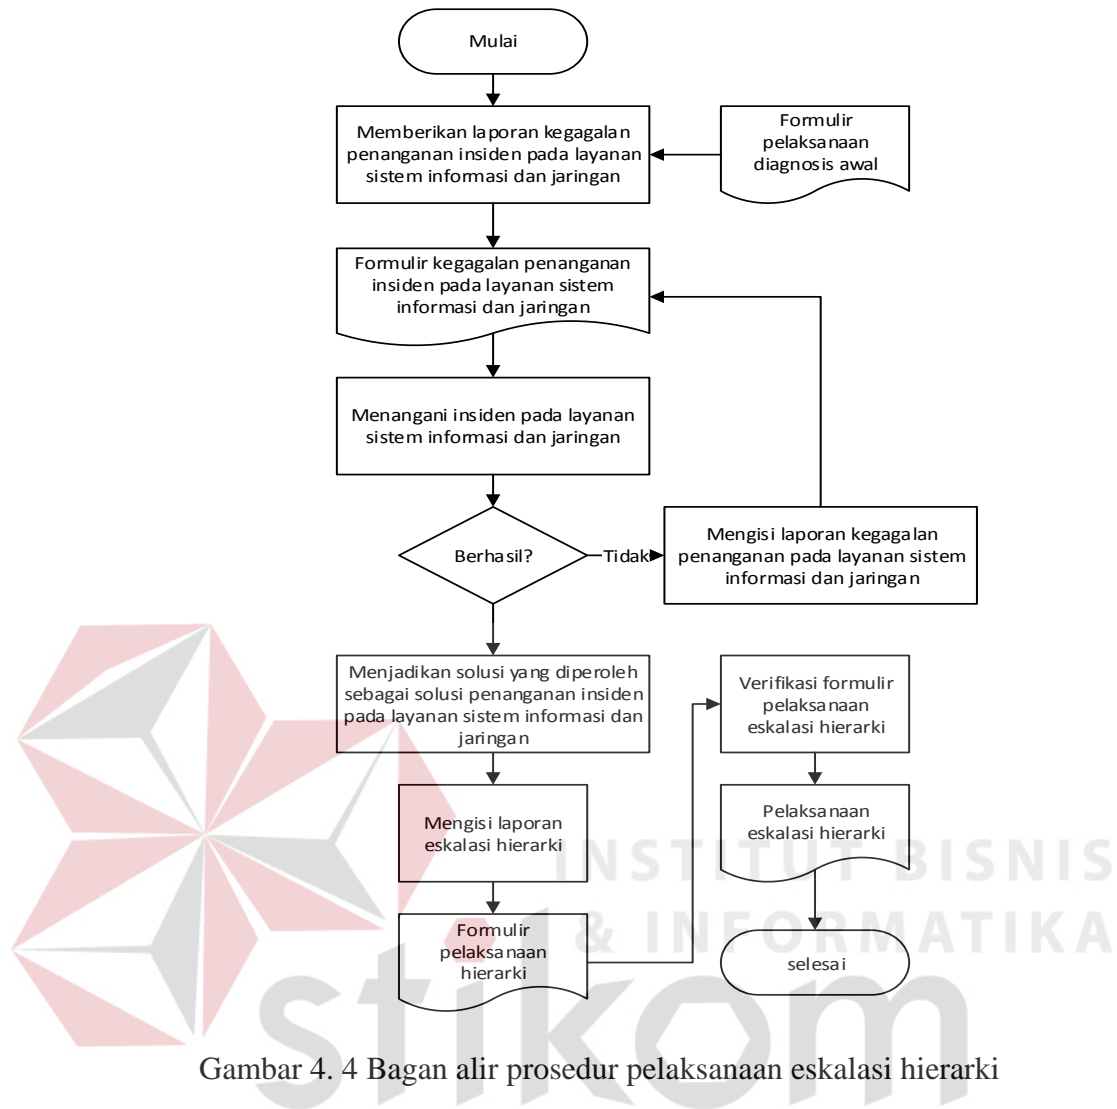 Mulai
Memberikan laporan kegagalan
penanganan insiden pada layanan
sistem informasi dan jaringan
Formulir
pelaksanaan
diagnosis awal
Formulir kegagalan penanganan
insiden pada layanan sistem
informasi dan jaringan
Menangani insiden pada layanan
sistem informasi dan jaringan
Berhasil?
Tidak
Mengisi laporan kegagalan
penanganan pada layanan sistem
informasi dan jaringan
Menjadikan solusi yang diperoleh
sebagai solusi penanganan insiden
pada layanan sistem informasi dan
jaringan
Mengisi laporan
eskalasi hierarki
Formulir
pelaksanaan
hierarki
Verifikasi formulir
pelaksanaan
eskalasi hierarki
Pelaksanaan
eskalasi hierarki
selesai
INSTITUT BISNIS
& INFORMATIKA
stikom
Gambar 4. 4 Bagan alir prosedur pelaksanaan eskalasi hierarki